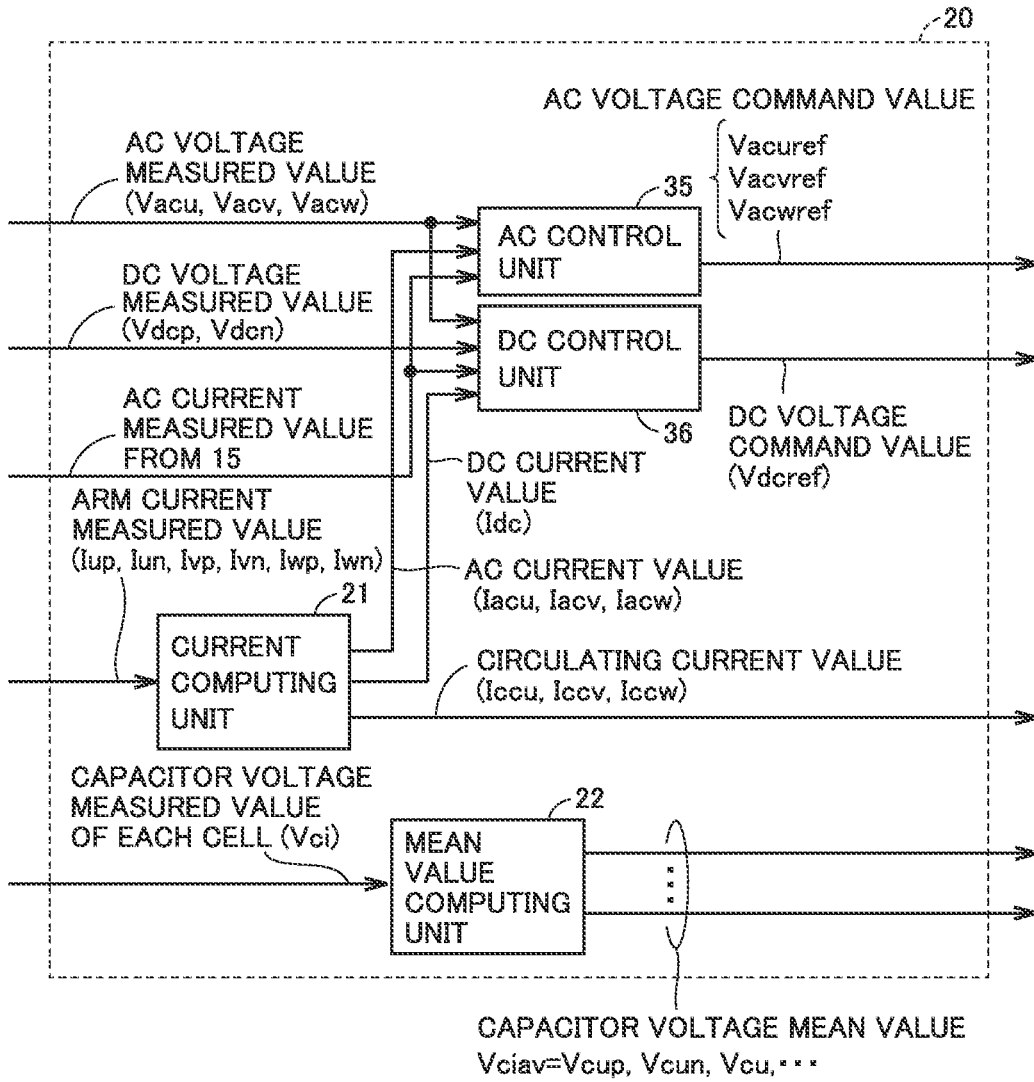 20
AC VOLTAGE COMMAND VALUE
Vacuref
Vacvref
Vacwref
AC VOLTAGE
MEASURED VALUE
(Vacu, Vacv, Vacw)
35
AC CONTROL
UNIT
DC VOLTAGE
MEASURED VALUE
(Vdcp, Vdcn)
DC CONTROL
UNIT
36
AC CURRENT
MEASURED VALUE
FROM 15
DC VOLTAGE
COMMAND VALUE
(Vdcref)
DC CURRENT
VALUE
(Idc)
ARM CURRENT
MEASURED VALUE
(Iup, Iun, Ivp, Ivn, Iwp, Iwn)
AC CURRENT VALUE
(Iacu, Iacv, Iacw)
21
CURRENT
COMPUTING
UNIT
CIRCULATING CURRENT VALUE
(Iccu, Iccv, Iccw)
CAPACITOR VOLTAGE
MEASURED VALUE
OF EACH CELL (Vci)
22
MEAN
VALUE
COMPUTING
UNIT
CAPACITOR VOLTAGE MEAN VALUE
Vciav=Vcup, Vcun, Vcu,･･･